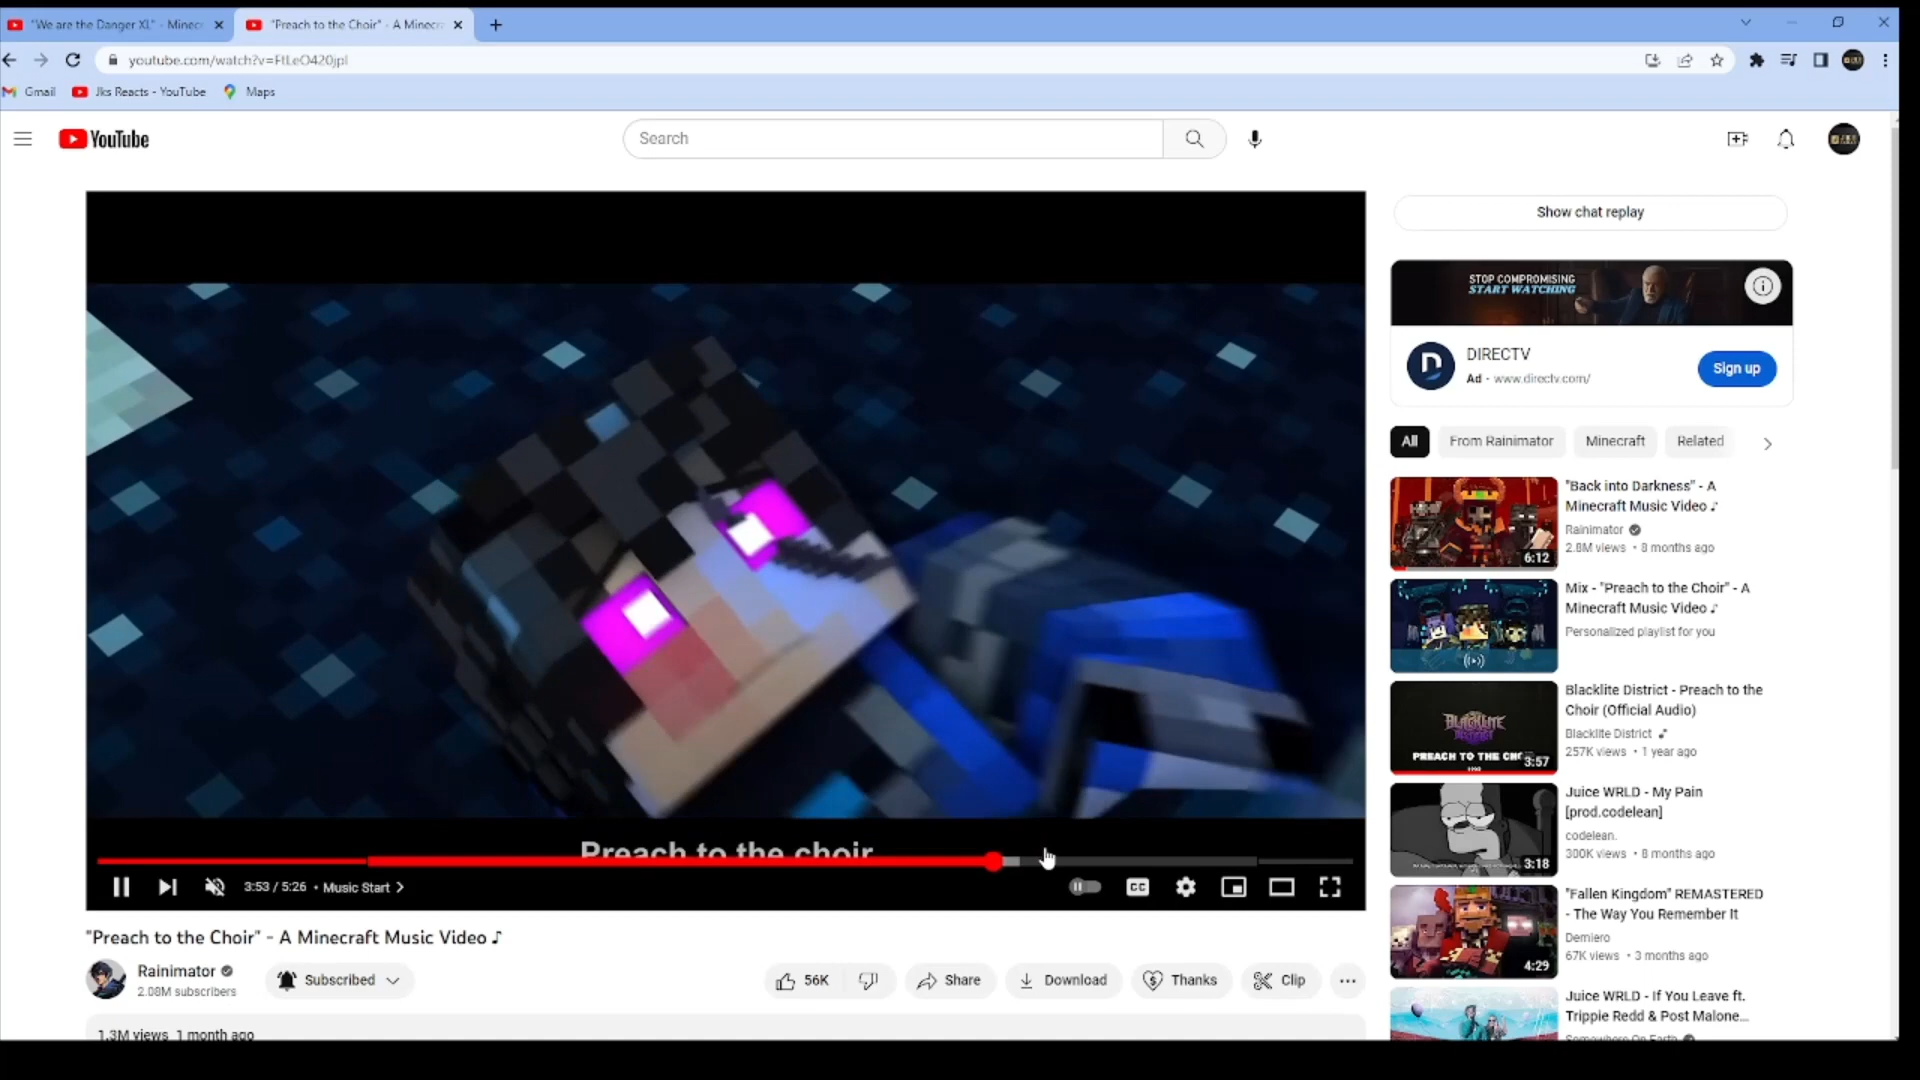 "We are the Danger XL" - Minec
"Preach to the Choir" - A Minecr
youtube.com/watch?v=FtLeO420jpI
Gmail
Jks Reacts - YouTube
Maps
YouTube
Search
Show chat replay
STOP COMPROMISING
START WATCHING
DIRECTV
Ad - www.directv.com/
Sign up
All
From Rainimator
Minecraft
Related
"Back into Darkness" - A
Minecraft Music Video ♪
Rainimator
2.8M views • 8 months ago
6:12
Mix - "Preach to the Choir" - A
Minecraft Music Video ♪
Personalized playlist for you
Blacklite District - Preach to the
Choir (Official Audio)
Blacklite District
257K views • 1 year ago
BLACKLITE
DISTRICT
PREACH TO THE CHO
3:57
Juice WRLD - My Pain
[prod.codelean]
codelean.
300K views • 8 months ago
3:18
"Fallen Kingdom" REMASTERED
- The Way You Remember It
Demiero
67K views • 3 months ago
4:29
Juice WRLD - If You Leave ft.
Trippie Redd & Post Malone...
Somewhere On Earth
Preach to the choir
3:53 / 5:26 • Music Start
CC
"Preach to the Choir" - A Minecraft Music Video ♪
Rainimator
2.08M subscribers
Subscribed
56K
Share
Download
Thanks
Clip
1.3M views 1 month ago